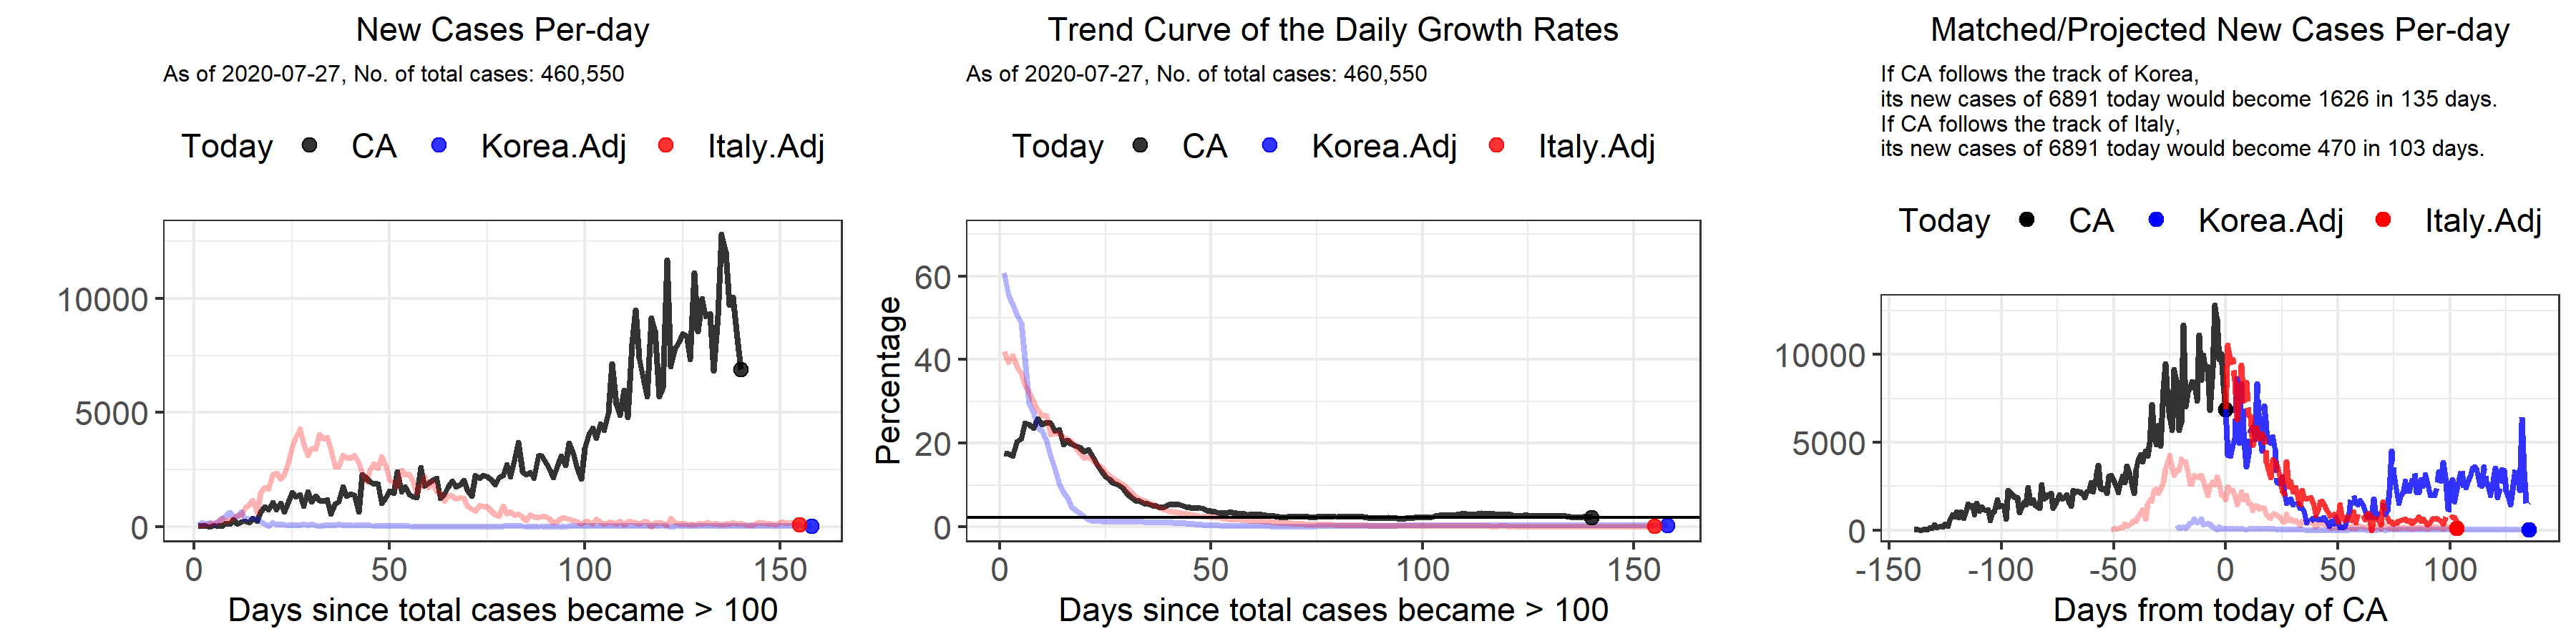 New Cases Per-day
As of 2020-07-27, No. of total cases: 460,550
Today CA Korea.Adj Italy.Adj
10000
5000
0
0 50 100 150
Days since total cases became > 100
Trend Curve of the Daily Growth Rates
As of 2020-07-27, No. of total cases: 460,550
Today CA Korea.Adj Italy.Adj
Percentage
60
40
20
0
0 50 100 150
Days since total cases became > 100
Matched/Projected New Cases Per-day
If CA follows the track of Korea,
its new cases of 6891 today would become 1626 in 135 days.
If CA follows the track of Italy,
its new cases of 6891 today would become 470 in 103 days.
Today CA Korea.Adj Italy.Adj
10000
5000
0
-150 -100 -50 0 50 100
Days from today of CA